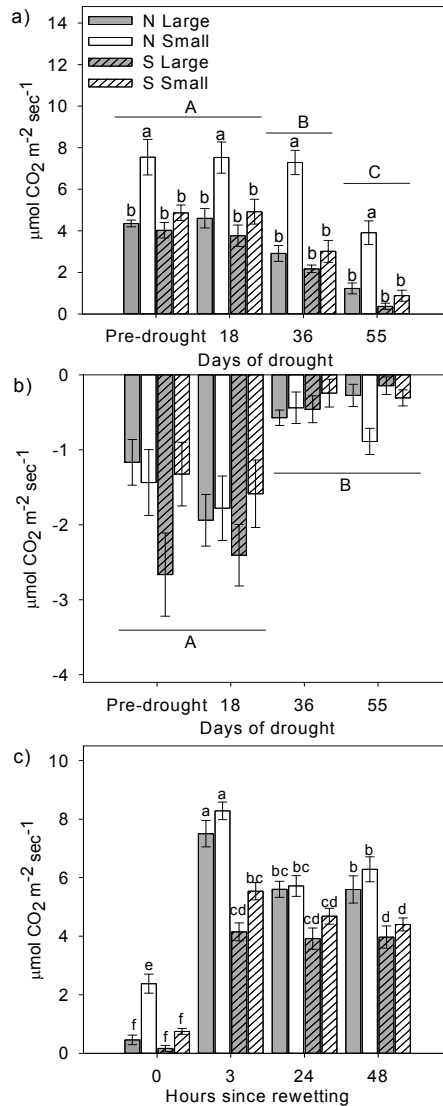 a)
N Large
N Small
S Large
S Small
μmol CO2 m-2 sec-1
14
12
10
8
6
4
2
0
A
B
C
b a b b
b a b b
b a b b
b a b b
Pre-drought 18 36 55
Days of drought
b)
μmol CO2 m-2 sec-1
0
-1
-2
-3
-4
A
B
Pre-drought 18 36 55
Days of drought
c)
μmol CO2 m-2 sec-1
10
8
6
4
2
0
f e f f
a a cd bc
bc bc cd cd
b b d d
0 3 24 48
Hours since rewetting